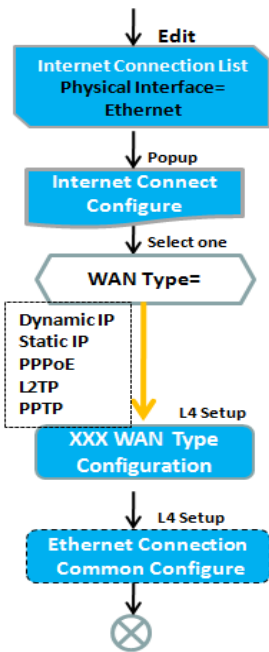 Edit
Internet Connection List
Physical Interface=
Ethernet
Popup
Internet Connect
Configure
Select one
WAN Type=
Dynamic IP
Static IP
PPPoE
L2TP
PPTP
L4 Setup
XXX WAN Type
Configuration
L4 Setup
Ethernet Connection
Common Configure